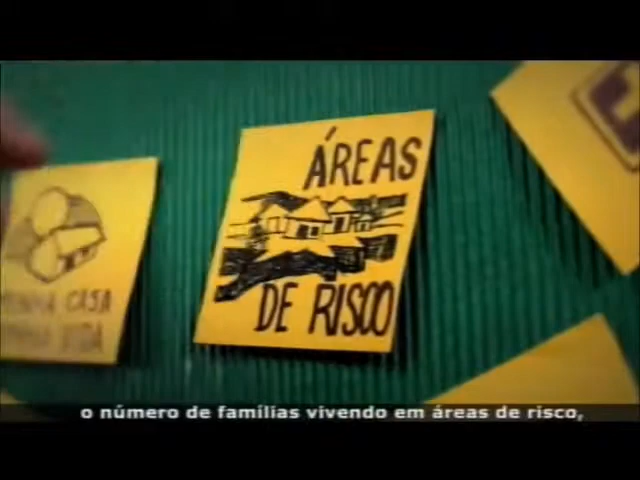 ÁREAS
DE RISCO
MINHA CASA
MINHA VIDA
o número de famílias vivendo em áreas de risco,